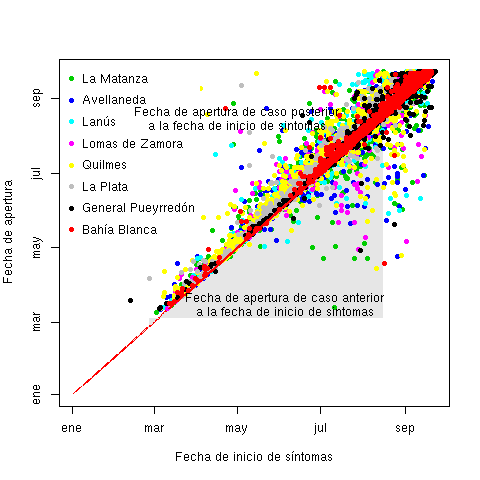 La Matanza
Avellaneda
Fecha de apertura de caso posterior
Lanús
a la fecha de inicio de síntomas
Lomas de Zamora
Quilmes
La Plata
General Pueyrredón
Bahía Blanca
Fecha de apertura de caso anterior
a la fecha de inicio de síntomas
Fecha de apertura
ene
mar
may
jul
sep
ene
mar
may
jul
sep
Fecha de inicio de síntomas